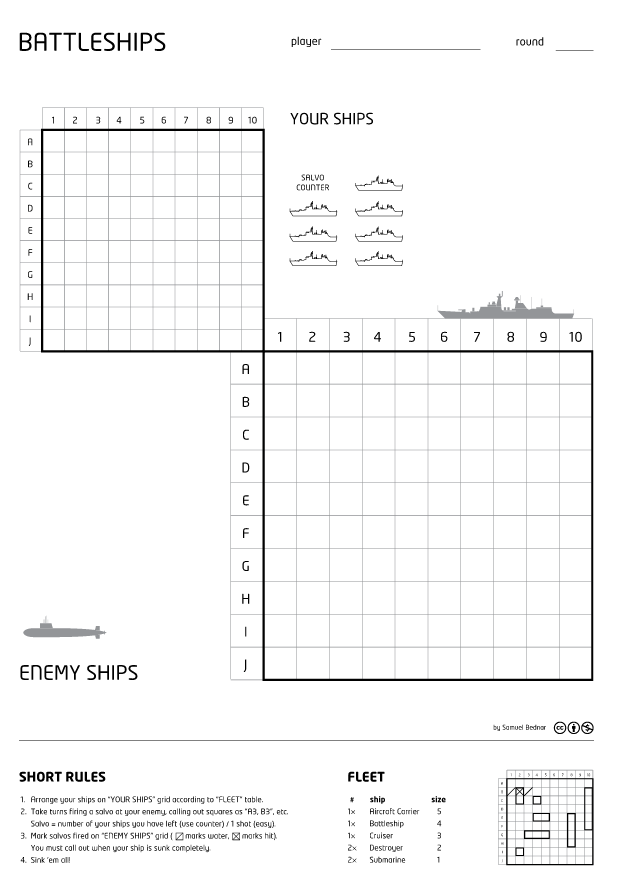 BATTLESHIPS
player
round
1 2 3 4 5 6 7 8 9 10
YOUR SHIPS
A
B
C
D
E
F
G
H
I
J
SALVO
COUNTER
1 2 3 4 5 6 7 8 9 10
A
B
C
D
E
F
G
H
I
J
ENEMY SHIPS
by Samuel Bednar
SHORT RULES
1. Arrange your ships on "YOUR SHIPS" grid according to "FLEET" table.
2. Take turns firing a salvo at your enemy, calling out squares as "A3, B3", etc.
Salvo = number of your ships you have left (use counter) / 1 shot (easy).
3. Mark salvos fired on "ENEMY SHIPS" grid ( marks water, marks hit).
You must call out when your ship is sunk completely.
4. Sink 'em all!
FLEET
# ship size
1× Aircraft Carrier 5
1× Battleship 4
1× Cruiser 3
2× Destroyer 2
2× Submarine 1